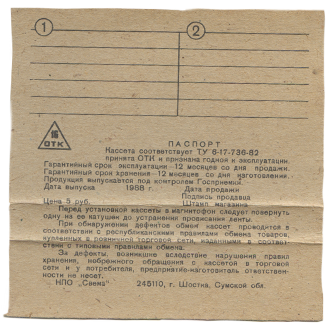 1 2
16
ОТК
ПАСПОРТ
Кассета соответствует ТУ 6-17-736-82
принята ОТК и признана годной к эксплуатации.
Гарантийный срок эксплуатации—12 месяцев со дня продажи.
Гарантийный срок хранения—12 месяцев со дня изготовления.
Продукция выпускается под контролем Госприемки.
Дата выпуска 1988 г. Дата продажи
Подпись продавца
Цена 5 руб. Штамп магазина
Перед установкой кассеты в магнитофон следует повернуть
одну из ее катушек до устранения провисания ленты.
При обнаружении дефектов обмен кассет проводится в
соответствии с республиканскими правилами обмена товаров,
купленных в розничной торговой сети, изданными в соответ-
ствии с типовыми правилами обмена.
За дефекты, возникшие вследствие нарушения правил
хранения, небрежного обращения с кассетой в торговой
сети и у потребителя, предприятие-изготовитель ответствен-
ности не несет.
НПО "Свема" 245110, г. Шостка, Сумской обл.